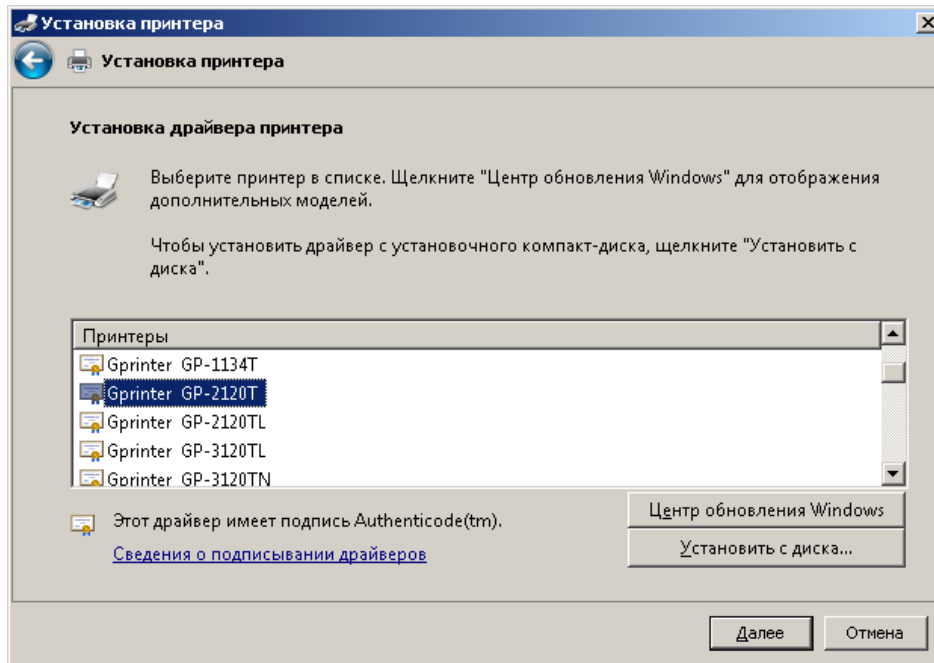 Установка принтера
Установка принтера
Установка драйвера принтера
Выберите принтер в списке. Щелкните "Центр обновления Windows" для отображения
дополнительных моделей.
Чтобы установить драйвер с установочного компакт-диска, щелкните "Установить с
диска".
Принтеры
Gprinter GP-1134T
Gprinter GP-2120T
Gprinter GP-2120TL
Gprinter GP-3120TL
Gprinter GP-3120TN
Этот драйвер имеет подпись Authenticode(tm).
Сведения о подписывании драйверов
Центр обновления Windows
Установить с диска...
Далее
Отмена